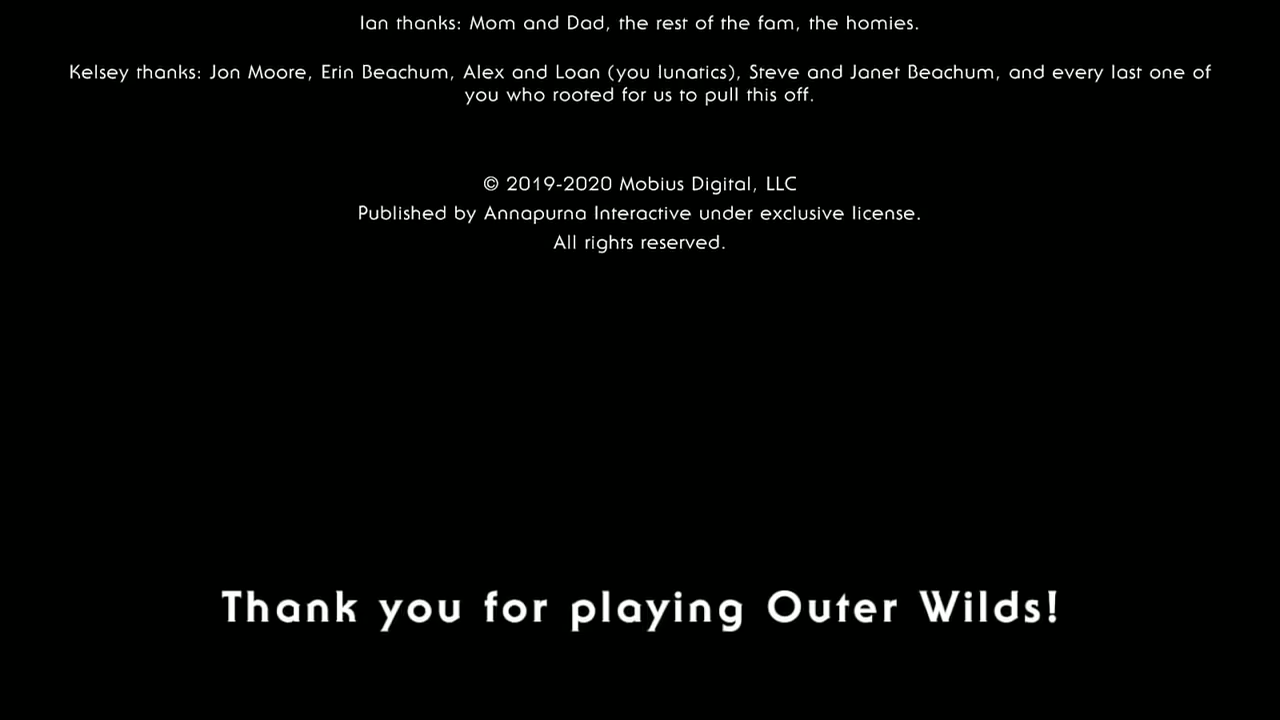 Ian thanks: Mom and Dad, the rest of the fam, the homies.
Kelsey thanks: Jon Moore, Erin Beachum, Alex and Loan (you lunatics), Steve and Janet Beachum, and every last one of
you who rooted for us to pull this off.
© 2019-2020 Mobius Digital, LLC
Published by Annapurna Interactive under exclusive license.
All rights reserved.
Thank you for playing Outer Wilds!